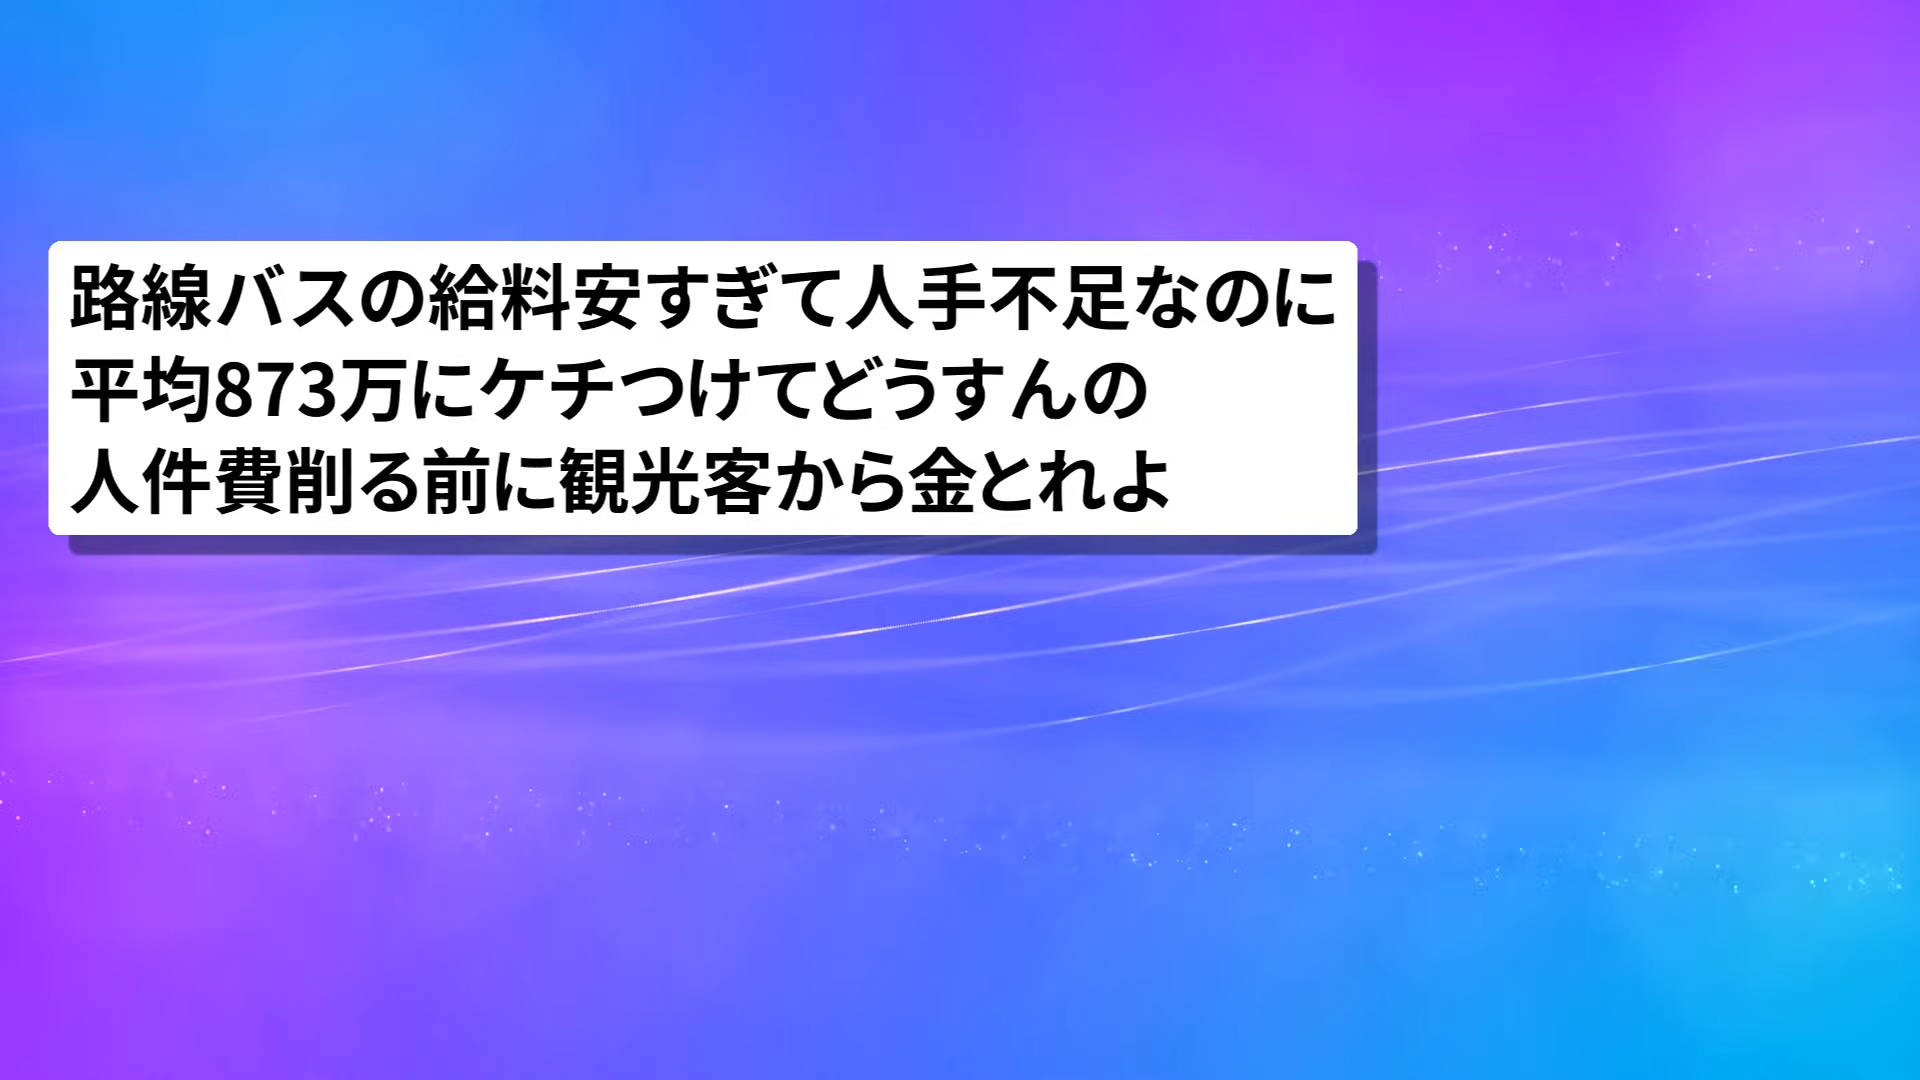 路線バスの給料安すぎて人手不足なのに
平均873万にケチつけてどうすんの
人件費削る前に観光客から金とれよ